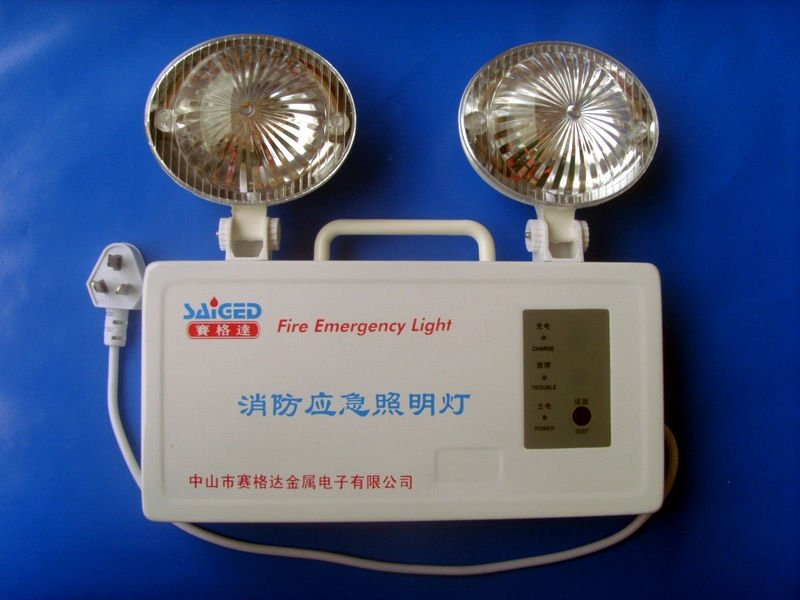 SAIGED
賽格達
Fire Emergency Light
消防应急照明灯
中山市赛格达金属电子有限公司
充电
CHARGE
故障
TROUBLE
主电
POWER
试验
TEST